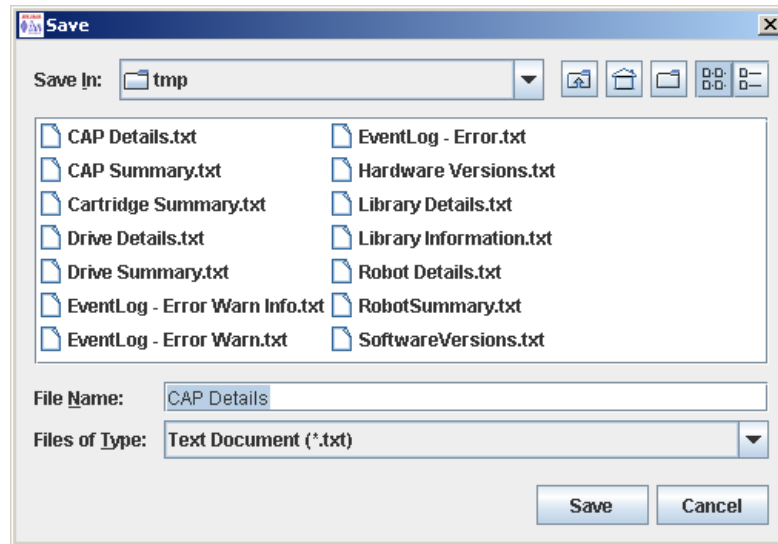 Save
Save In: tmp
CAP Details.txt
CAP Summary.txt
Cartridge Summary.txt
Drive Details.txt
Drive Summary.txt
EventLog - Error Warn Info.txt
EventLog - Error Warn.txt
EventLog - Error.txt
Hardware Versions.txt
Library Details.txt
Library Information.txt
Robot Details.txt
RobotSummary.txt
SoftwareVersions.txt
File Name: CAP Details
Files of Type: Text Document (*.txt)
Save Cancel